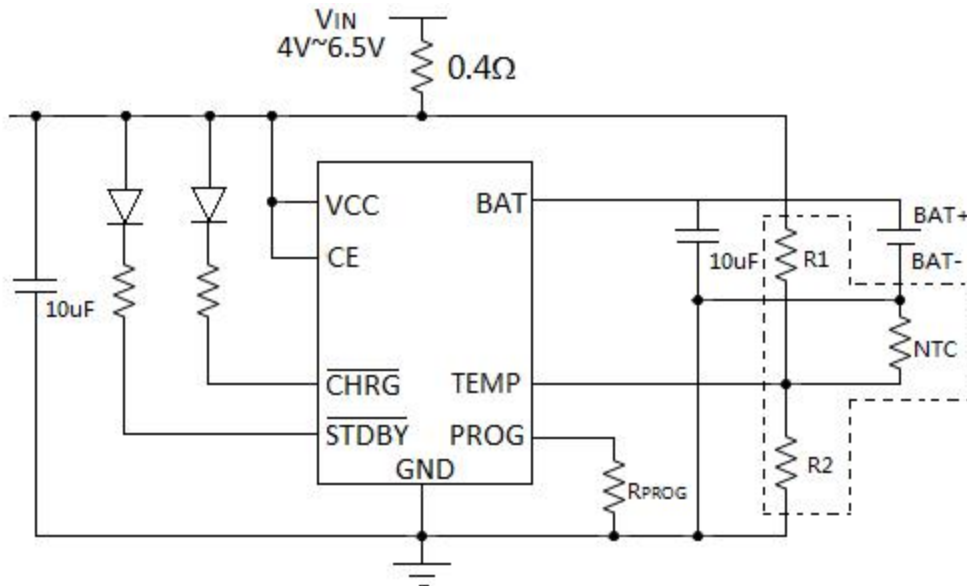 VIN
4V~6.5V
0.4Ω
VCC
BAT
BAT+
CE
10uF
R1
BAT-
10uF
NTC
CHRG
TEMP
STDBY
PROG
R2
GND
RPROG